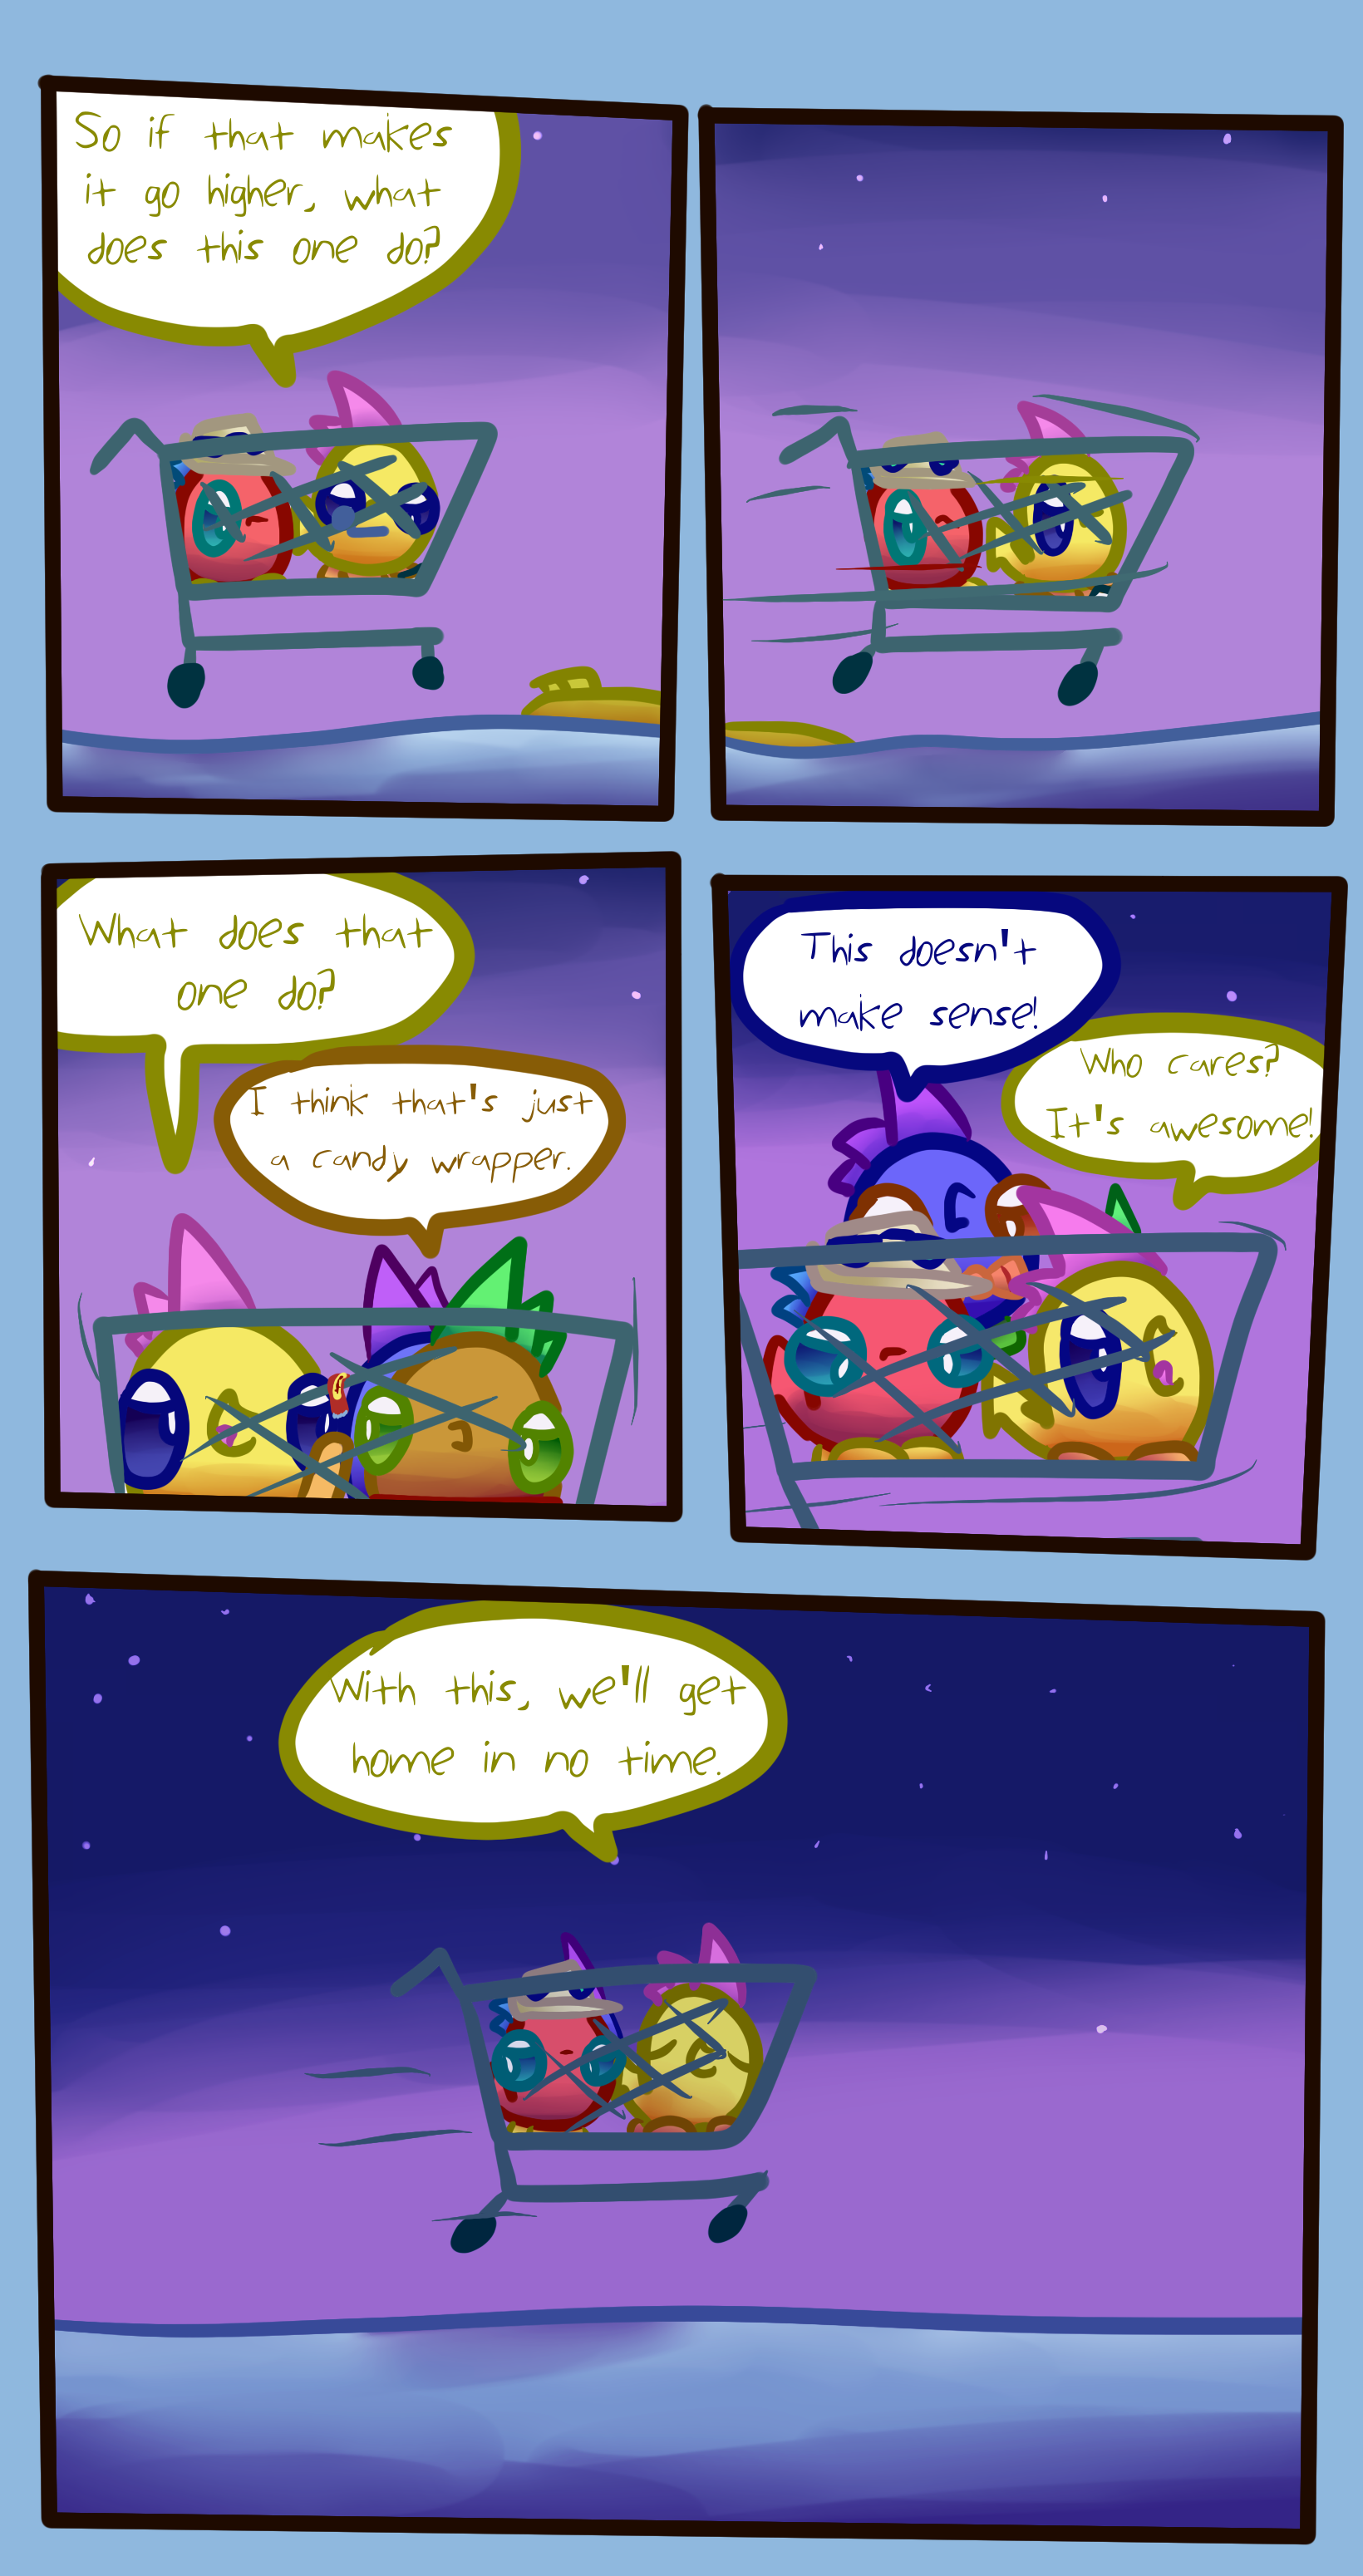 So if that makes
it go higher, what
does this one do?
What does that
one do?
I think that's just
a candy wrapper.
This doesn't
make sense!
Who cares?
It's awesome!
With this, we'll get
home in no time.